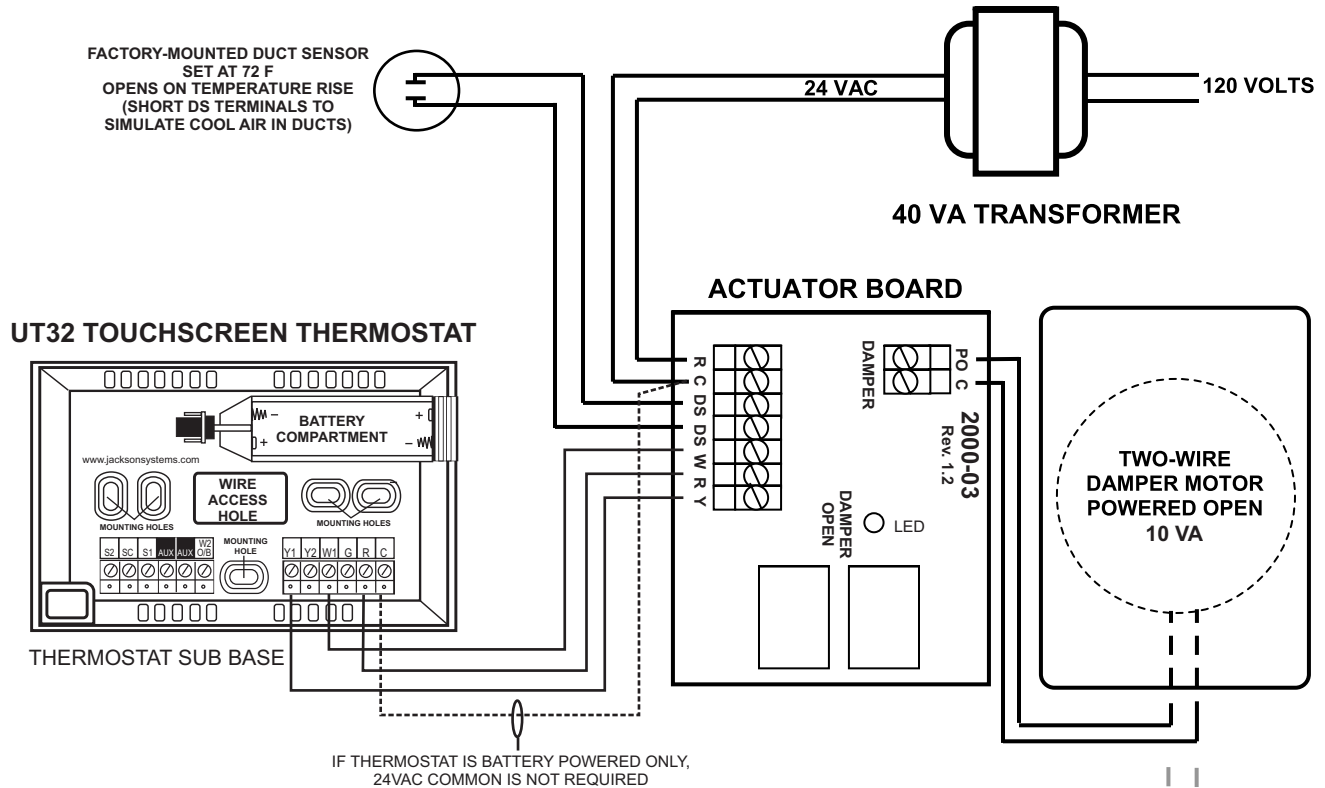 FACTORY-MOUNTED DUCT SENSOR
SET AT 72 F
OPENS ON TEMPERATURE RISE
(SHORT DS TERMINALS TO
SIMULATE COOL AIR IN DUCTS)
24 VAC
120 VOLTS
40 VA TRANSFORMER
ACTUATOR BOARD
UT32 TOUCHSCREEN THERMOSTAT
BATTERY
COMPARTMENT
– +
+ –
www.jacksonsystems.com
WIRE
ACCESS
HOLE
MOUNTING HOLES
MOUNTING HOLES
MOUNTING
HOLE
S2 SC S1 AUX AUX W2 O/B
Y1 Y2 W1 G R C
THERMOSTAT SUB BASE
R C DS DS W R Y
DAMPER
PO C
2000-03
Rev. 1.2
DAMPER
OPEN
LED
TWO-WIRE
DAMPER MOTOR
POWERED OPEN
10 VA
IF THERMOSTAT IS BATTERY POWERED ONLY,
24VAC COMMON IS NOT REQUIRED